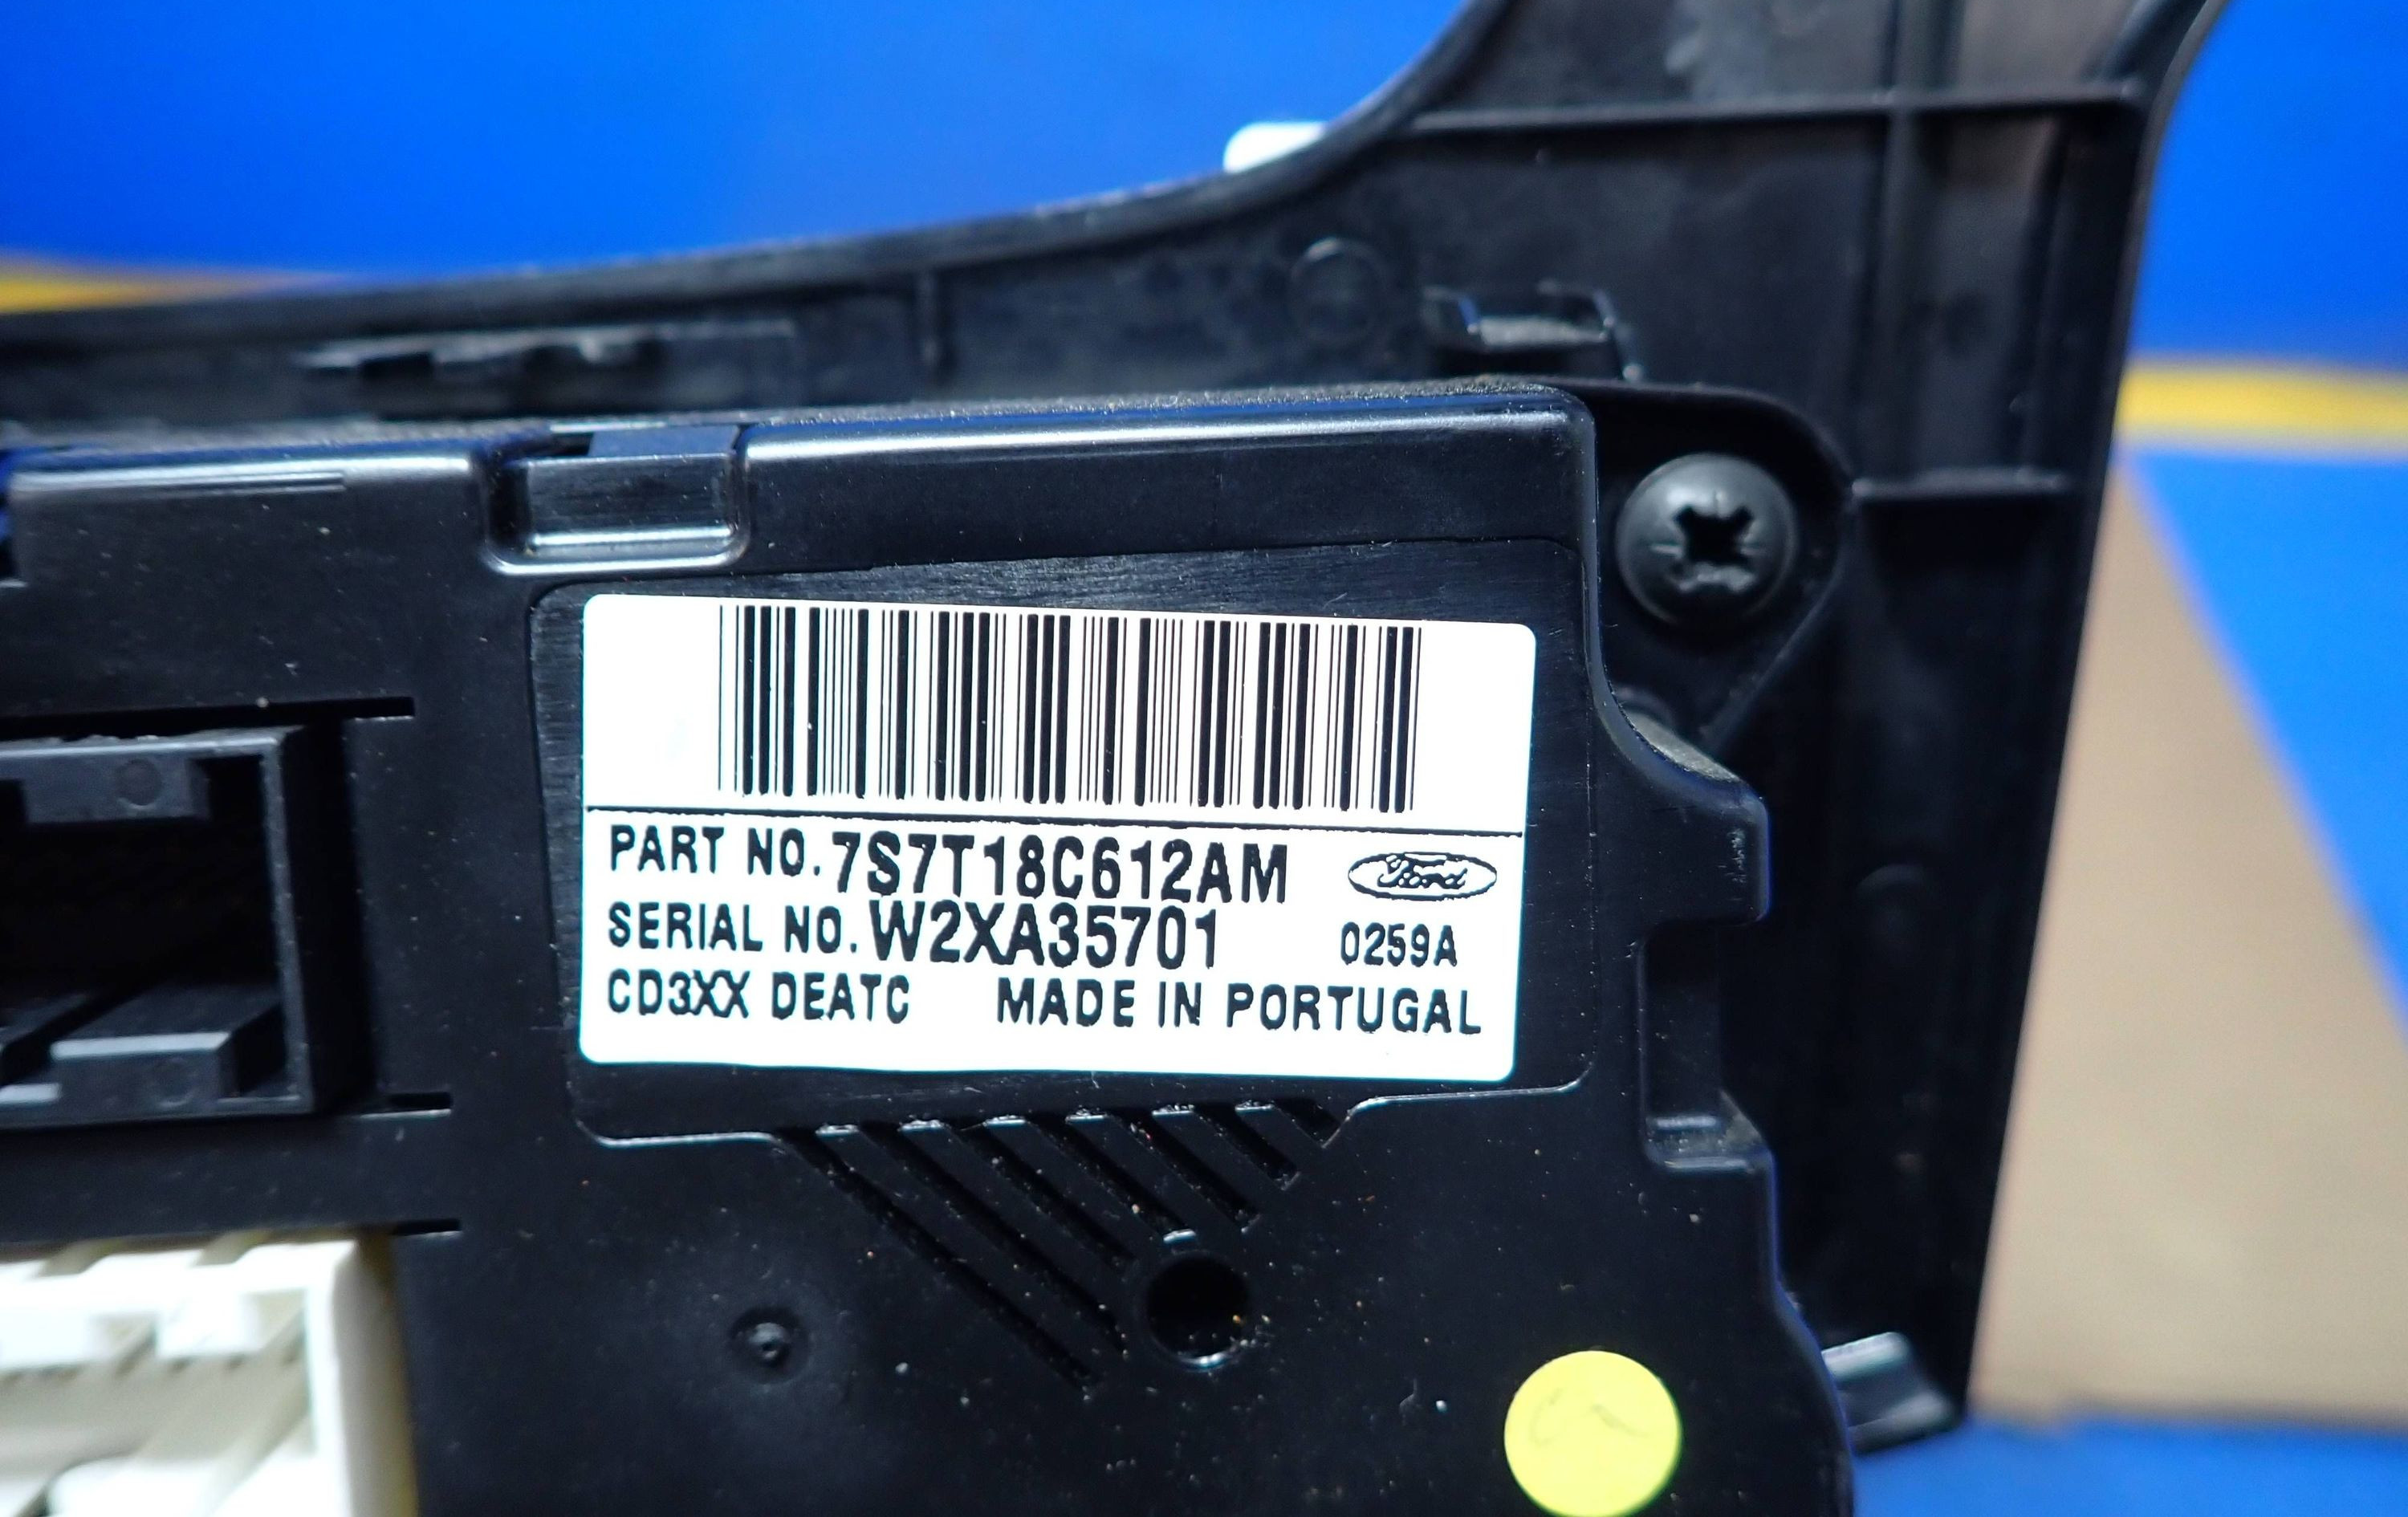 PART NO. 7S7T18C612AM Ford
SERIAL NO. W2XA35701 0259A
CD3XX DEATC MADE IN PORTUGAL